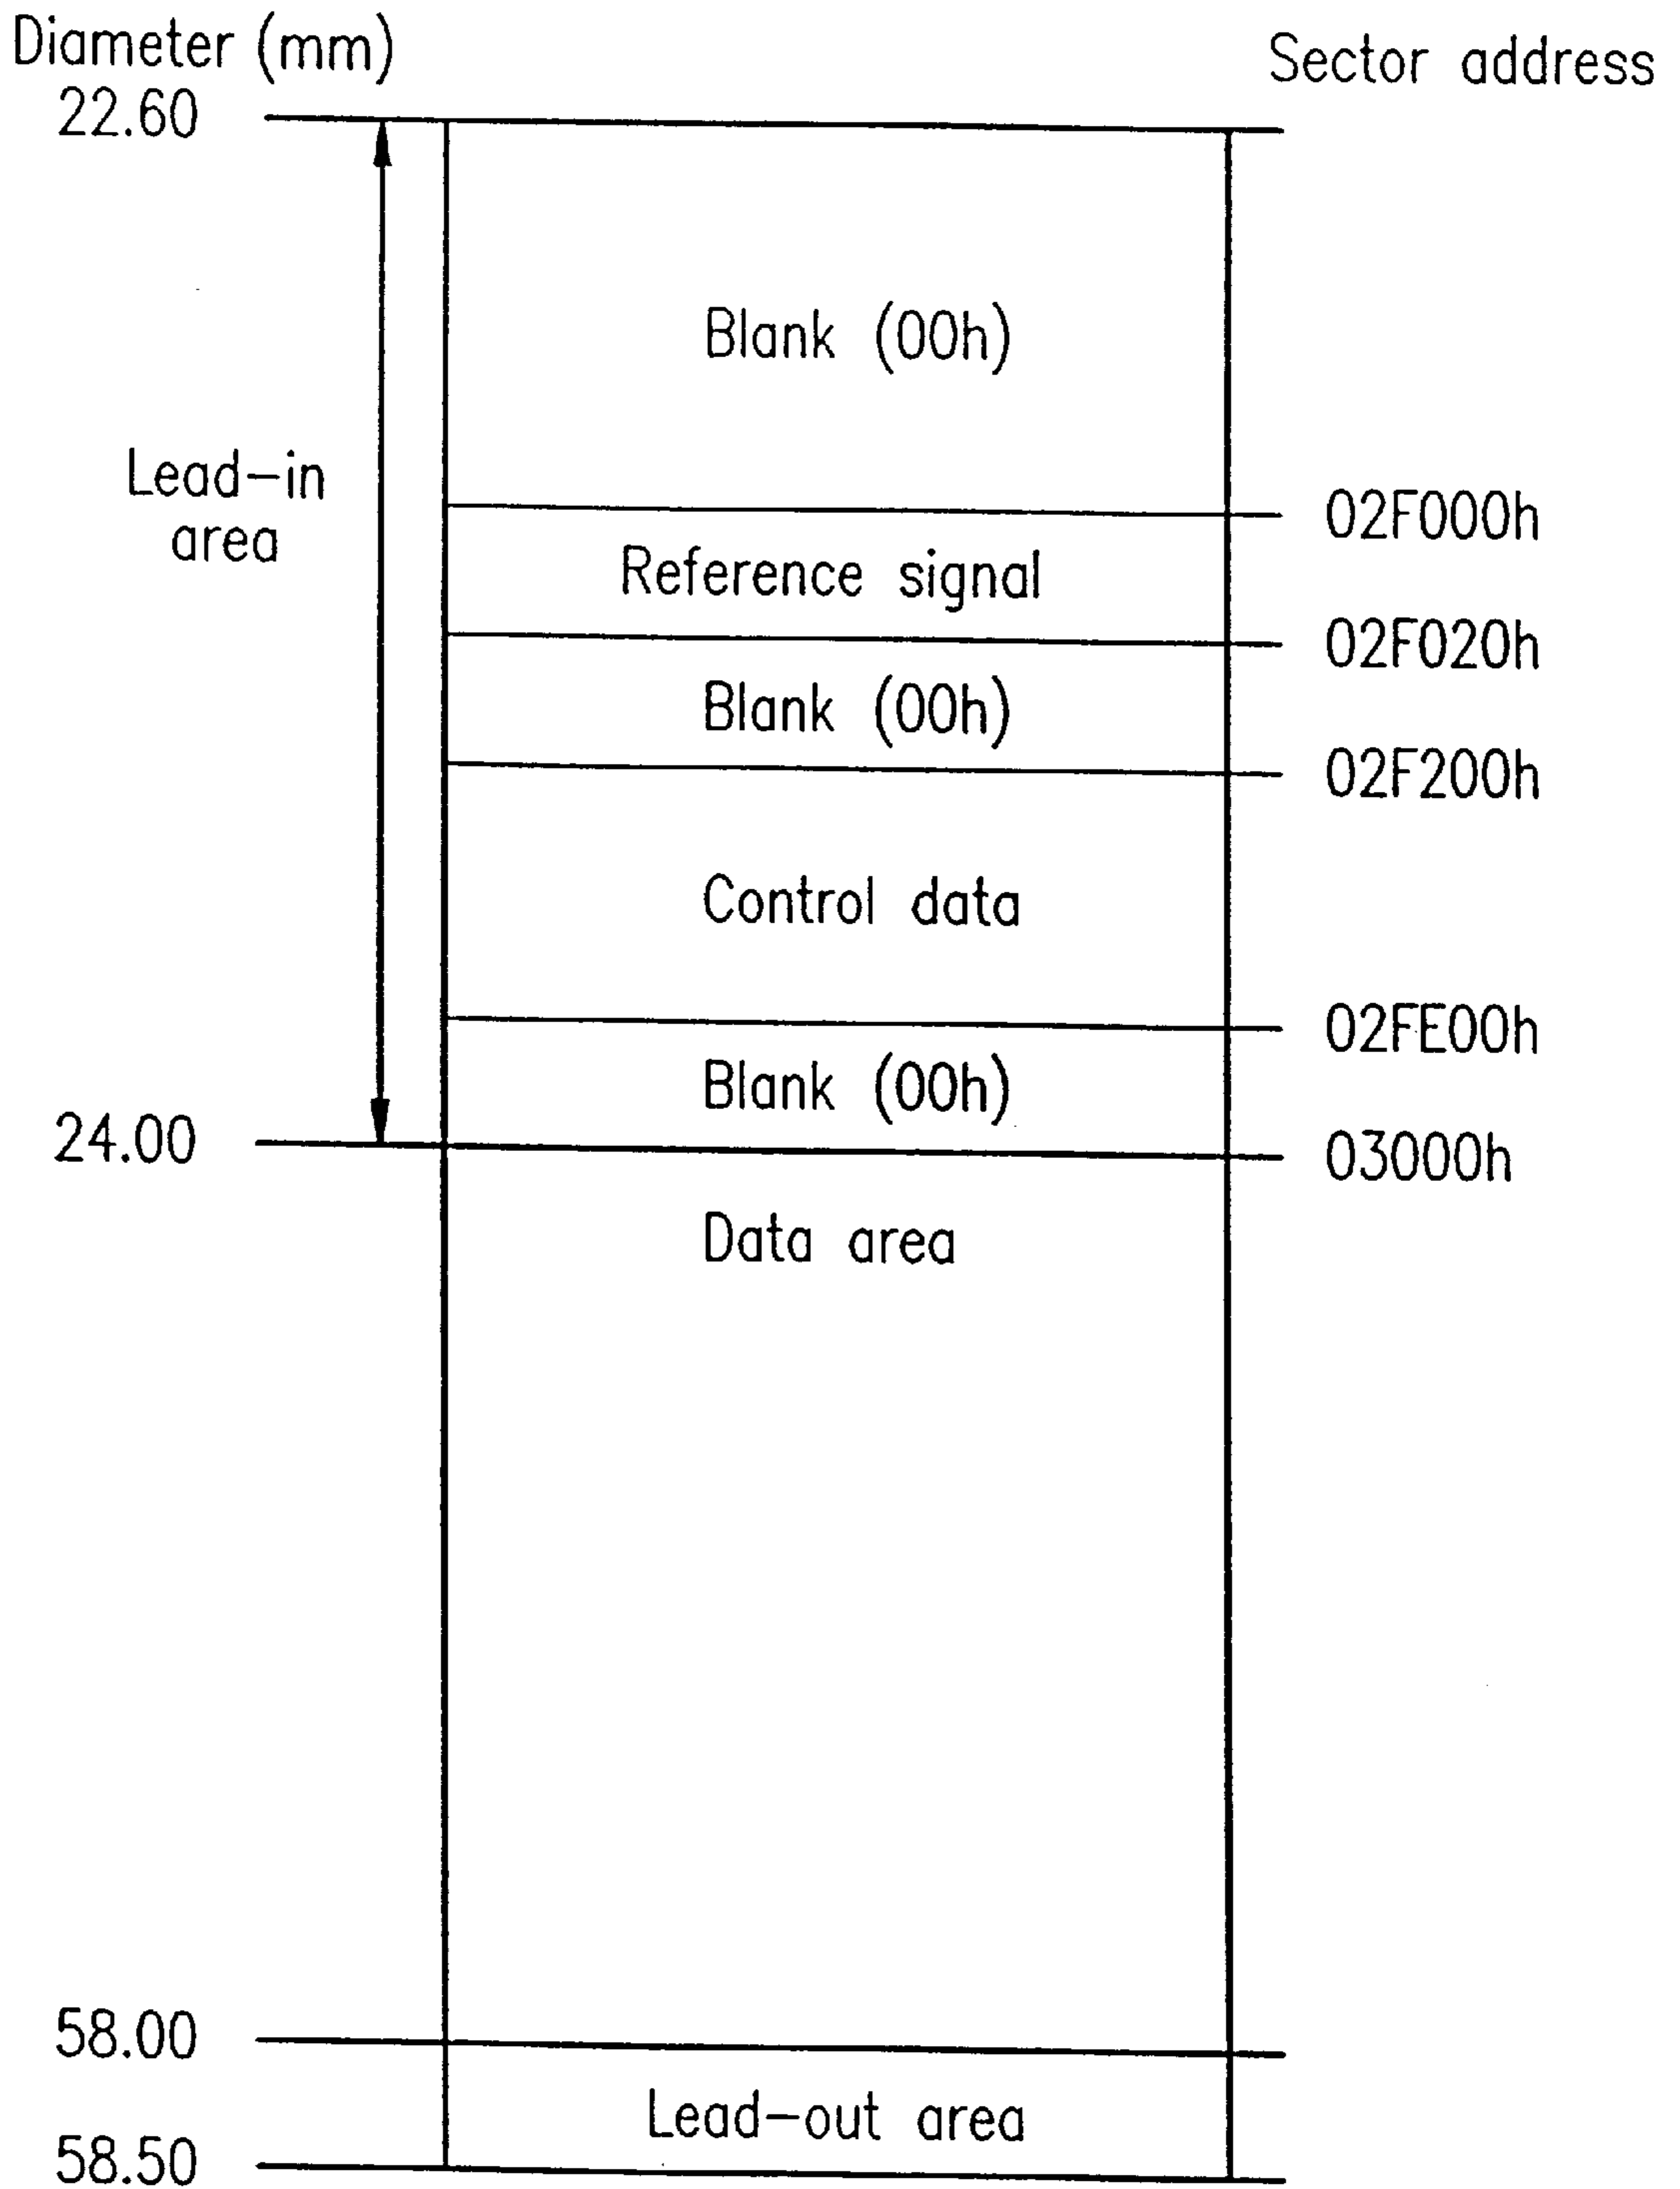 Diameter (mm)
Sector address
22.60
Blank (00h)
Lead-in
area
02F000h
Reference signal
02F020h
Blank (00h)
02F200h
Control data
02FE00h
Blank (00h)
24.00
03000h
Data area
58.00
Lead-out area
58.50